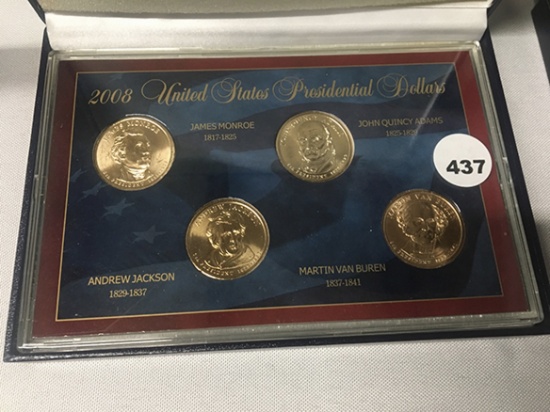 2008 United States Presidential Dollars
JAMES MONROE
1817-1825
JOHN QUINCY ADAMS
1825-1829
437
ANDREW JACKSON
1829-1837
MARTIN VAN BUREN
1837-1841